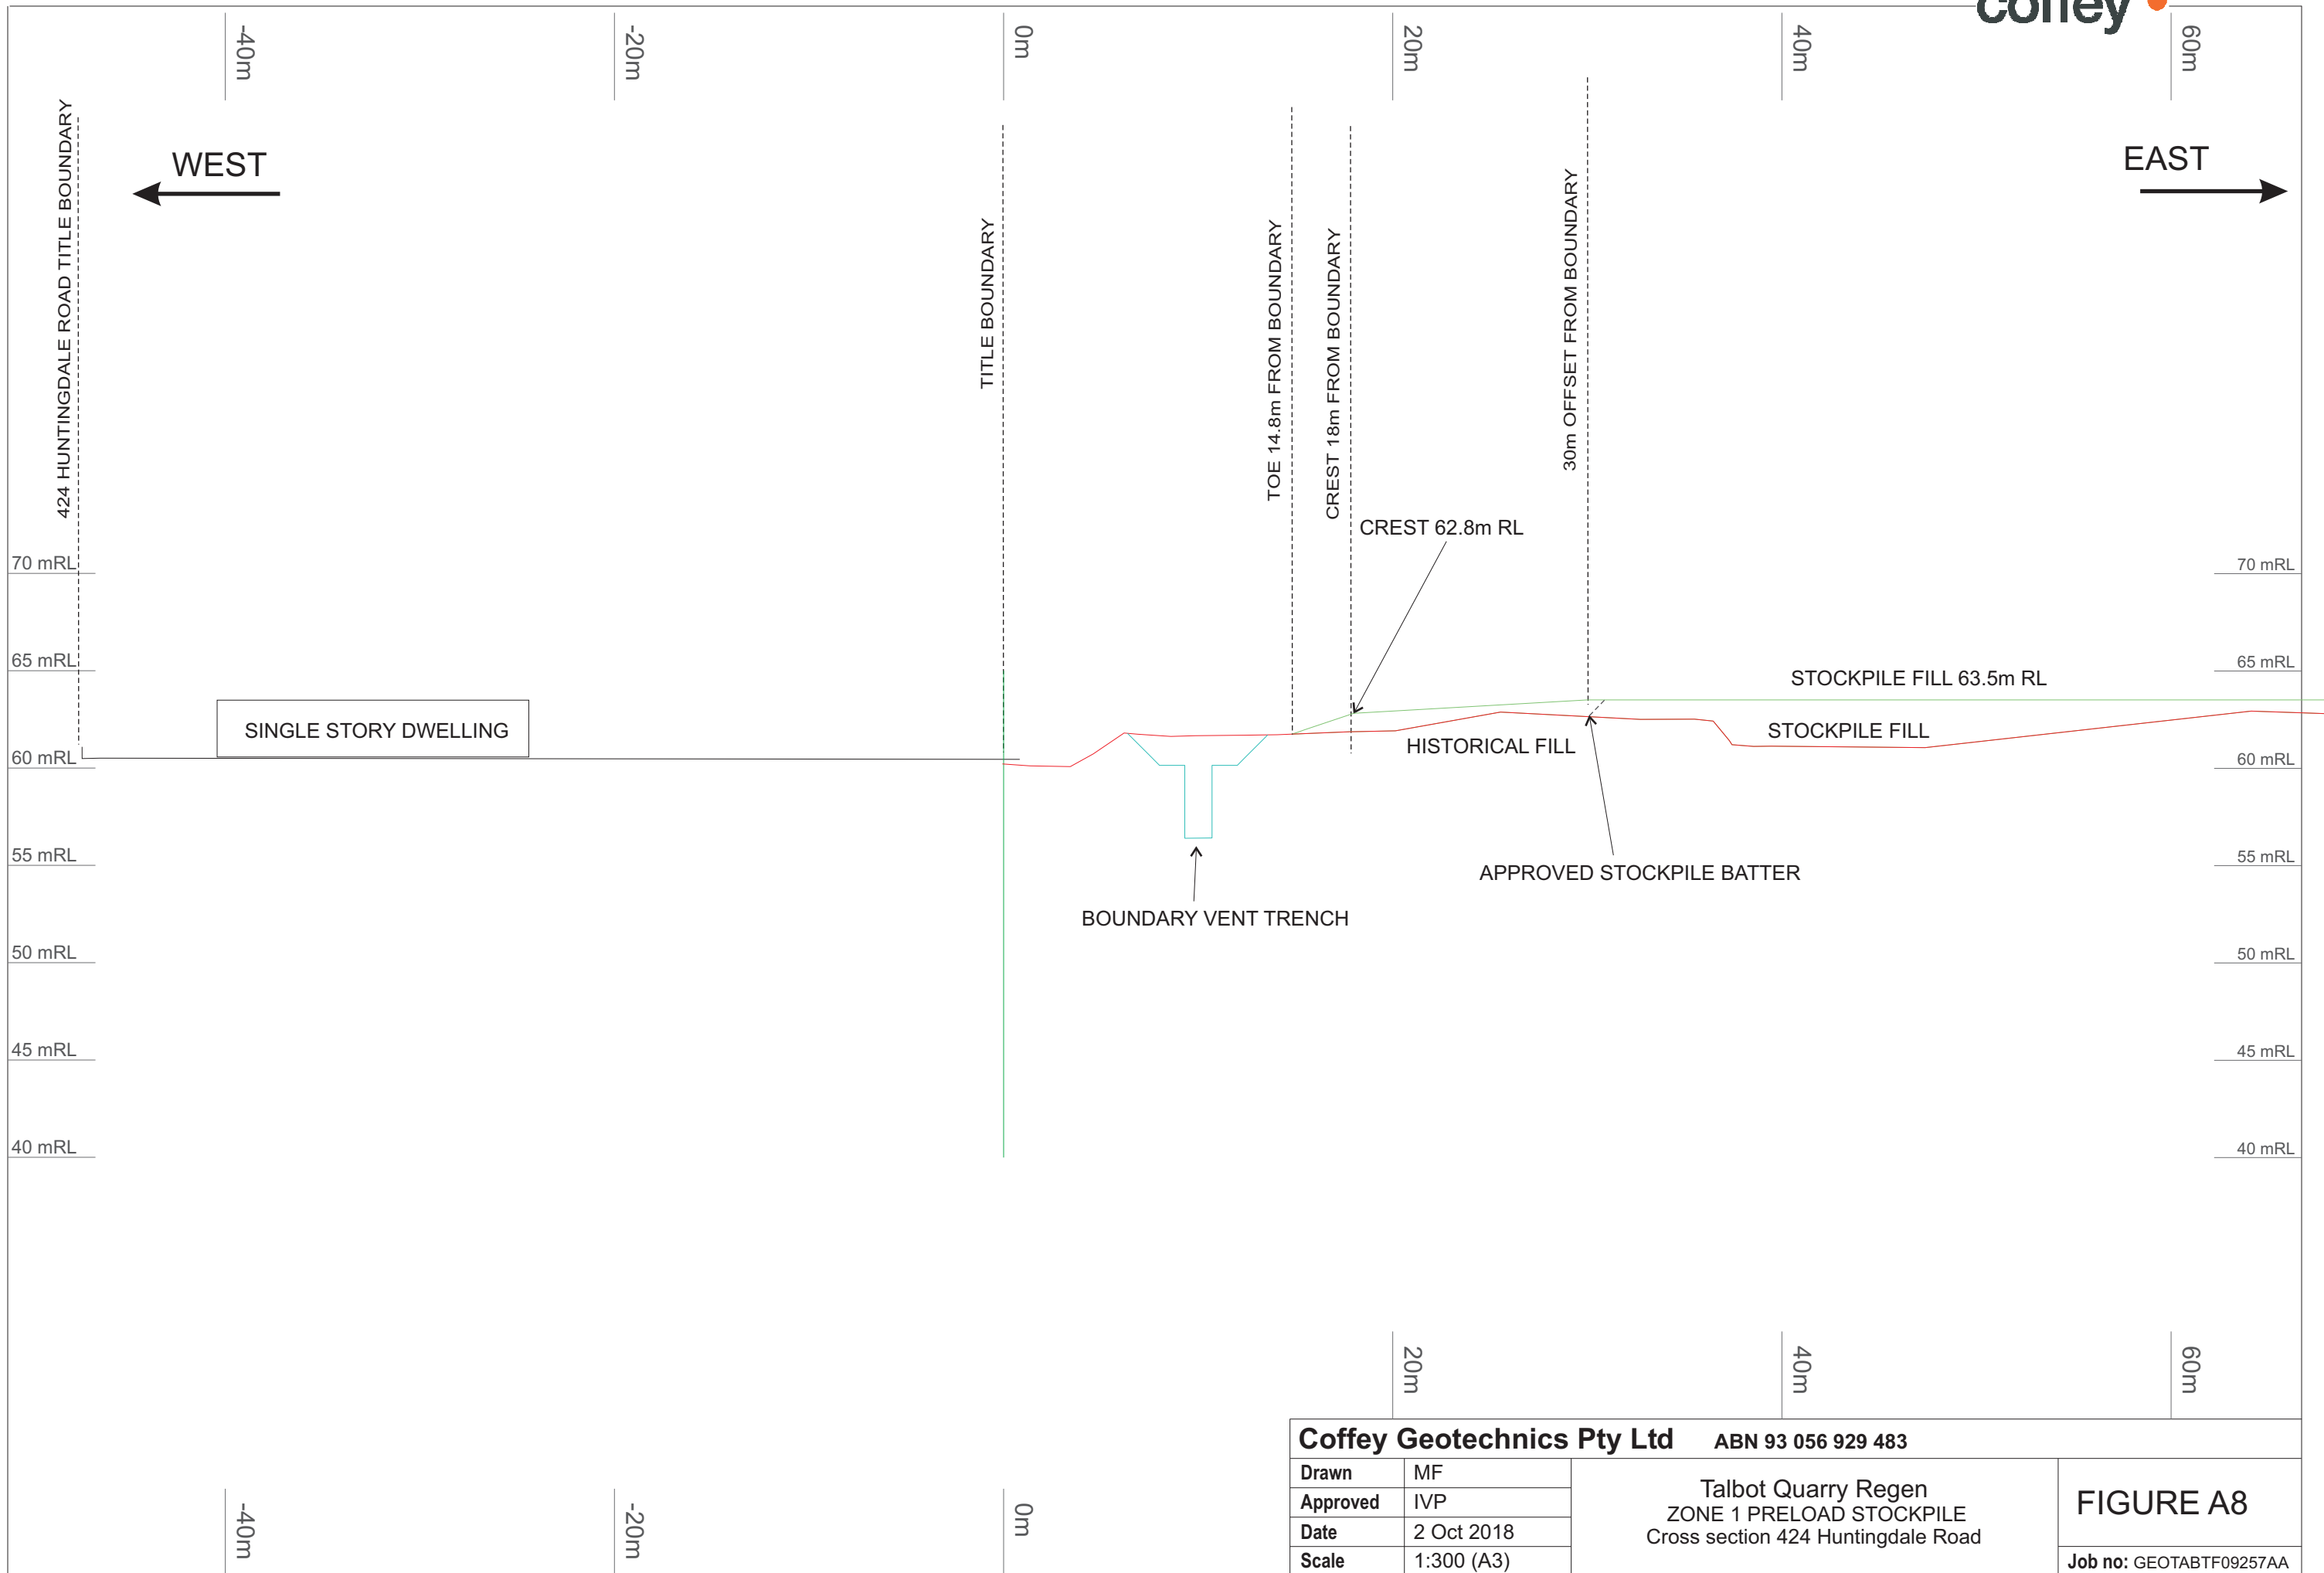 coffey
-40m
-20m
0m
20m
40m
60m
424 HUNTINGDALE ROAD TITLE BOUNDARY
WEST
TITLE BOUNDARY
TOE 14.8m FROM BOUNDARY
CREST 18m FROM BOUNDARY
30m OFFSET FROM BOUNDARY
EAST
CREST 62.8m RL
70 mRL
70 mRL
65 mRL
65 mRL
STOCKPILE FILL 63.5m RL
SINGLE STORY DWELLING
STOCKPILE FILL
HISTORICAL FILL
60 mRL
60 mRL
55 mRL
55 mRL
APPROVED STOCKPILE BATTER
BOUNDARY VENT TRENCH
50 mRL
50 mRL
45 mRL
45 mRL
40 mRL
40 mRL
20m
40m
60m
-40m
-20m
0m
Coffey Geotechnics Pty Ltd ABN 93 056 929 483
Drawn MF
Approved IVP
Date 2 Oct 2018
Scale 1:300 (A3)
Talbot Quarry Regen
ZONE 1 PRELOAD STOCKPILE
Cross section 424 Huntingdale Road
FIGURE A8
Job no: GEOTABTF09257AA